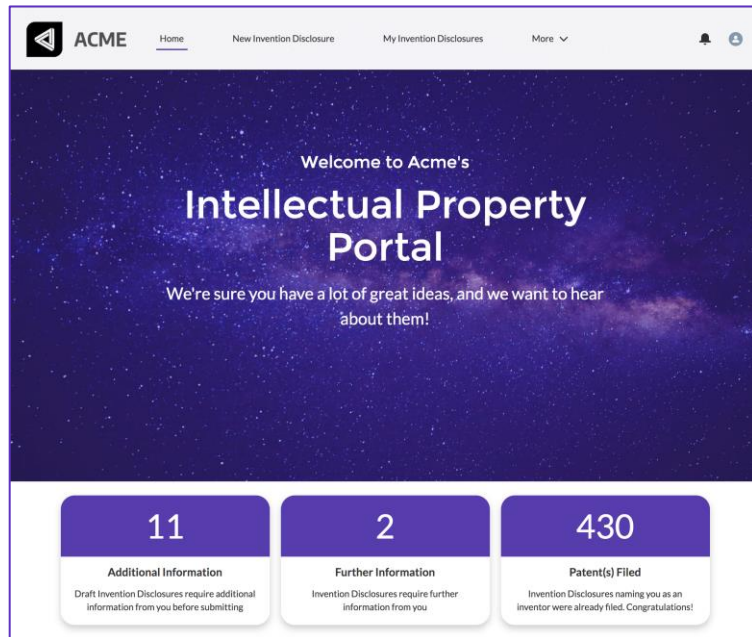 ACME
Home
New Invention Disclosure
My Invention Disclosures
More
Welcome to Acme's
Intellectual Property
Portal
We're sure you have a lot of great ideas, and we want to hear
about them!
11
Additional Information
Draft Invention Disclosures require additional
information from you before submitting
2
Further Information
Invention Disclosures require further
information from you
430
Patent(s) Filed
Invention Disclosures naming you as an
inventor were already filed. Congratulations!